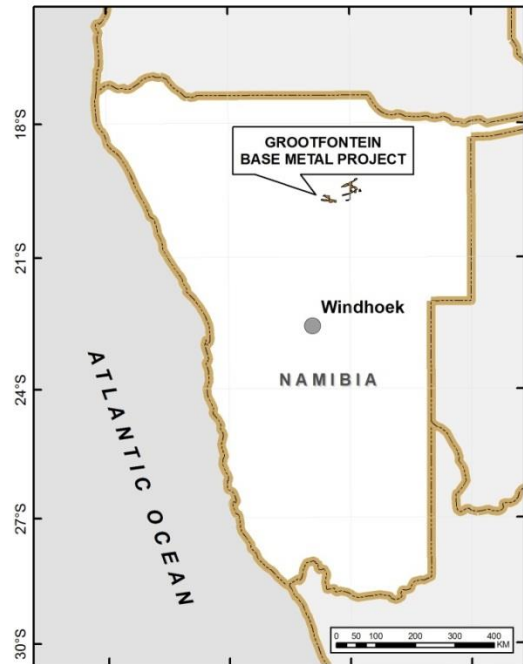 18°S
GROOTFONTEIN
BASE METAL PROJECT
21°S
Windhoek
NAMIBIA
24°S
ATLANTIC OCEAN
27°S
30°S
0 50 100 200 300 400
KM